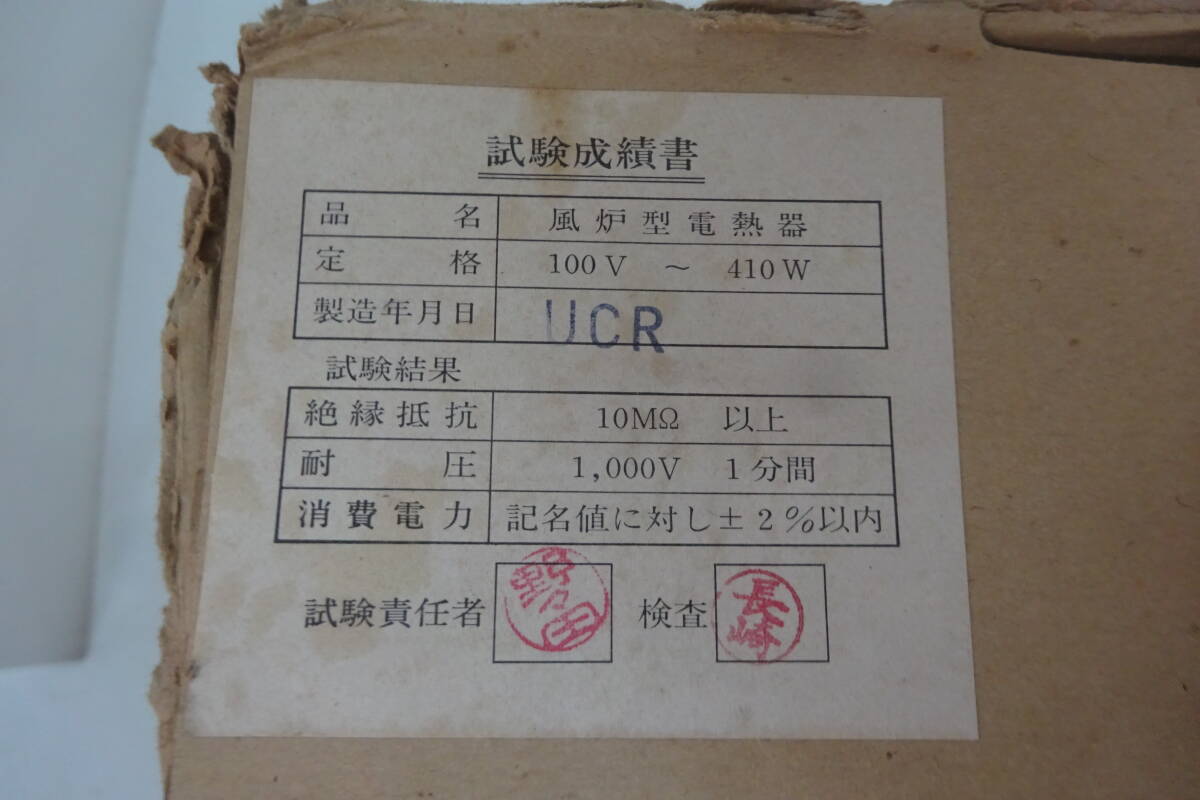 試験成績書
品名 風炉型電熱器
定格 100V ～ 410W
製造年月日 UCR
試験結果
絶縁抵抗 10MΩ 以上
耐圧 1,000V 1分間
消費電力 記名値に対し±2%以内
試験責任者 検査 長崎